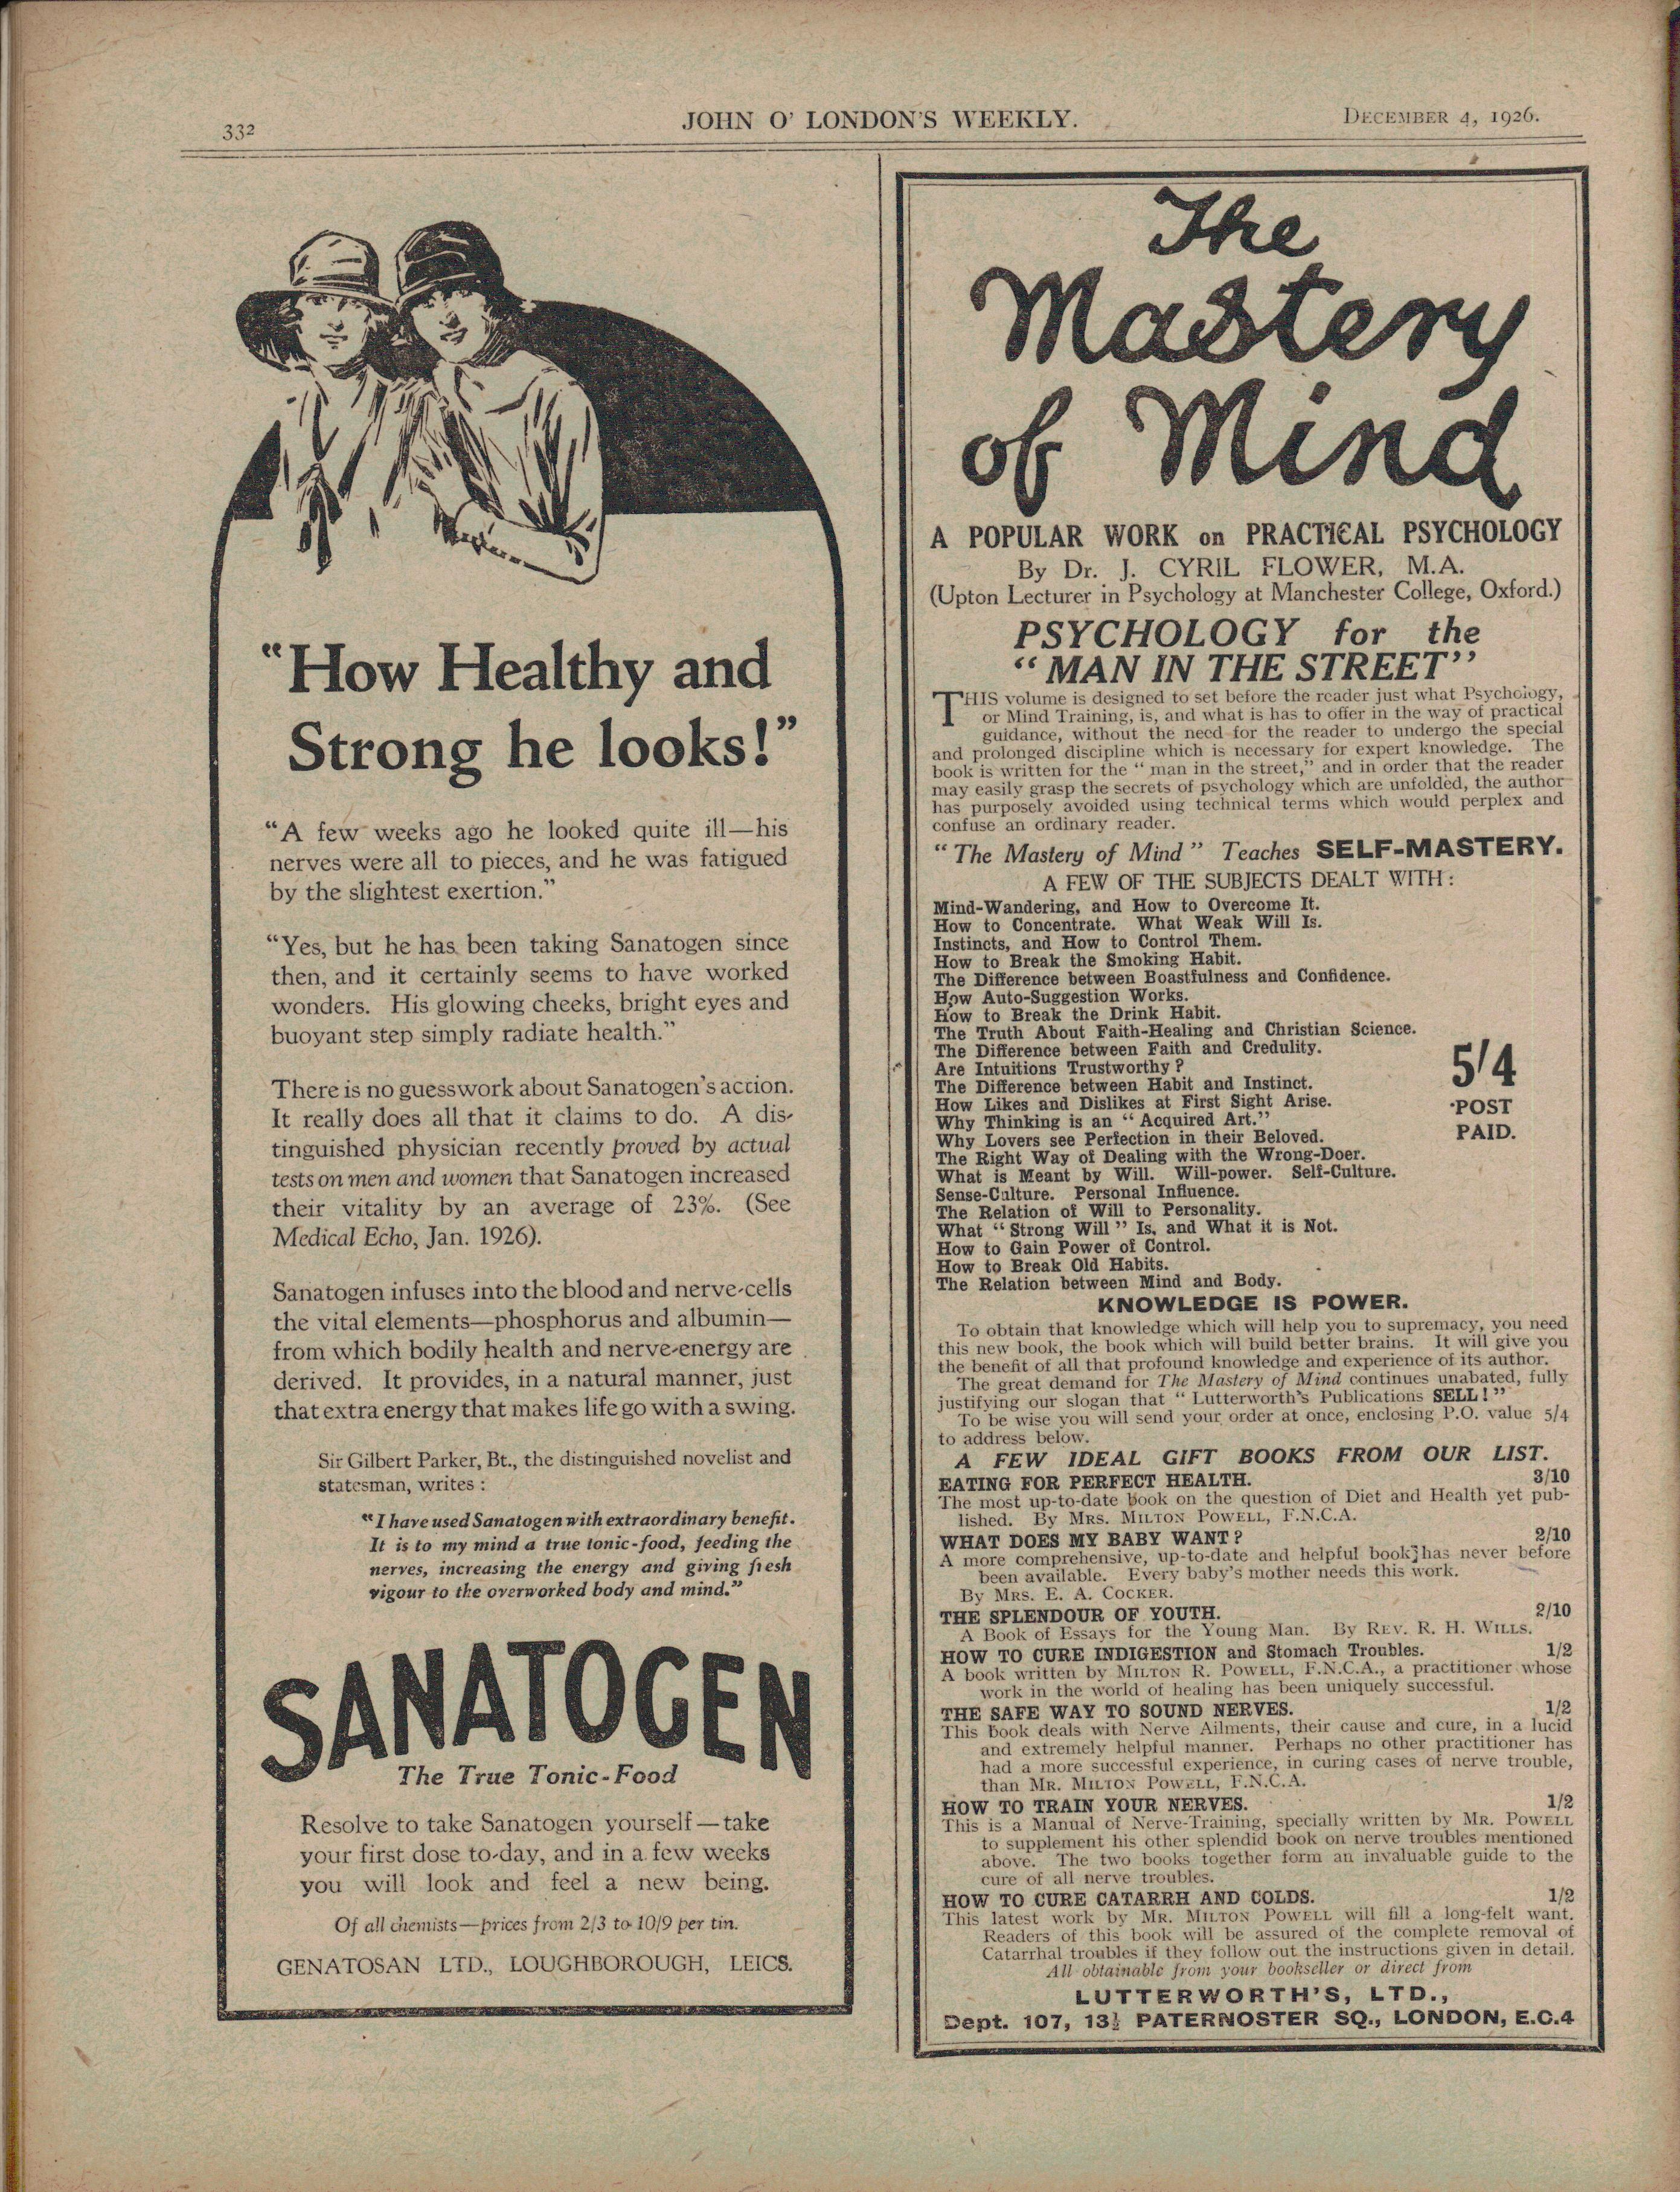 332
JOHN O' LONDON'S WEEKLY.
DECEMBER 4, 1926.
"How Healthy and
Strong he looks!"
"A few weeks ago he looked quite ill—his
nerves were all to pieces, and he was fatigued
by the slightest exertion."
"Yes, but he has been taking Sanatogen since
then, and it certainly seems to have worked
wonders. His glowing cheeks, bright eyes and
buoyant step simply radiate health."
There is no guesswork about Sanatogen's action.
It really does all that it claims to do. A dis-
tinguished physician recently proved by actual
tests on men and women that Sanatogen increased
their vitality by an average of 23%. (See
Medical Echo, Jan. 1926).
Sanatogen infuses into the blood and nerve-cells
the vital elements—phosphorus and albumin—
from which bodily health and nerve-energy are
derived. It provides, in a natural manner, just
that extra energy that makes life go with a swing.
Sir Gilbert Parker, Bt., the distinguished novelist and
statesman, writes :
"I have used Sanatogen with extraordinary benefit.
It is to my mind a true tonic-food, feeding the
nerves, increasing the energy and giving fresh
vigour to the overworked body and mind."
SANATOGEN
The True Tonic-Food
Resolve to take Sanatogen yourself—take
your first dose to-day, and in a few weeks
you will look and feel a new being.
Of all chemists—prices from 2/3 to 10/9 per tin.
GENATOSAN LTD., LOUGHBOROUGH, LEICS.
The
Mastery
of Mind
A POPULAR WORK on PRACTICAL PSYCHOLOGY
By Dr. J. CYRIL FLOWER, M.A.
(Upton Lecturer in Psychology at Manchester College, Oxford.)
PSYCHOLOGY for the
"MAN IN THE STREET"
THIS volume is designed to set before the reader just what Psychology,
or Mind Training, is, and what is has to offer in the way of practical
guidance, without the need for the reader to undergo the special
and prolonged discipline which is necessary for expert knowledge. The
book is written for the "man in the street," and in order that the reader
may easily grasp the secrets of psychology which are unfolded, the author
has purposely avoided using technical terms which would perplex and
confuse an ordinary reader.
"The Mastery of Mind" Teaches SELF-MASTERY.
A FEW OF THE SUBJECTS DEALT WITH :
Mind-Wandering, and How to Overcome It.
How to Concentrate. What Weak Will Is.
Instincts, and How to Control Them.
How to Break the Smoking Habit.
The Difference between Boastfulness and Confidence.
How Auto-Suggestion Works.
How to Break the Drink Habit.
The Truth About Faith-Healing and Christian Science.
The Difference between Faith and Credulity.
Are Intuitions Trustworthy ?
The Difference between Habit and Instinct.
How Likes and Dislikes at First Sight Arise.
Why Thinking is an "Acquired Art."
Why Lovers see Perfection in their Beloved.
The Right Way of Dealing with the Wrong-Doer.
What is Meant by Will. Will-power. Self-Culture.
Sense-Culture. Personal Influence.
The Relation of Will to Personality.
What "Strong Will" Is, and What it is Not.
How to Gain Power of Control.
How to Break Old Habits.
The Relation between Mind and Body.
5/4
POST
PAID.
KNOWLEDGE IS POWER.
To obtain that knowledge which will help you to supremacy, you need
this new book, the book which will build better brains. It will give you
the benefit of all that profound knowledge and experience of its author.
The great demand for The Mastery of Mind continues unabated, fully
justifying our slogan that "Lutterworth's Publications SELL!"
To be wise you will send your order at once, enclosing P.O. value 5/4
to address below.
A FEW IDEAL GIFT BOOKS FROM OUR LIST.
EATING FOR PERFECT HEALTH. 3/10
The most up-to-date book on the question of Diet and Health yet pub-
lished. By MRS. MILTON POWELL, F.N.C.A.
WHAT DOES MY BABY WANT ? 2/10
A more comprehensive, up-to-date and helpful book has never before
been available. Every baby's mother needs this work.
By MRS. E. A. COCKER.
THE SPLENDOUR OF YOUTH. 2/10
A Book of Essays for the Young Man. By REV. R. H. WILLS.
HOW TO CURE INDIGESTION and Stomach Troubles. 1/2
A book written by MILTON R. POWELL, F.N.C.A., a practitioner whose
work in the world of healing has been uniquely successful.
THE SAFE WAY TO SOUND NERVES. 1/2
This book deals with Nerve Ailments, their cause and cure, in a lucid
and extremely helpful manner. Perhaps no other practitioner has
had a more successful experience, in curing cases of nerve trouble,
than MR. MILTON POWELL, F.N.C.A.
HOW TO TRAIN YOUR NERVES. 1/2
This is a Manual of Nerve-Training, specially written by MR. POWELL
to supplement his other splendid book on nerve troubles mentioned
above. The two books together form an invaluable guide to the
cure of all nerve troubles.
HOW TO CURE CATARRH AND COLDS. 1/2
This latest work by MR. MILTON POWELL will fill a long-felt want.
Readers of this book will be assured of the complete removal of
Catarrhal troubles if they follow out the instructions given in detail.
All obtainable from your bookseller or direct from
LUTTERWORTH'S, LTD.,
Dept. 107, 13½ PATERNOSTER SQ., LONDON, E.C.4